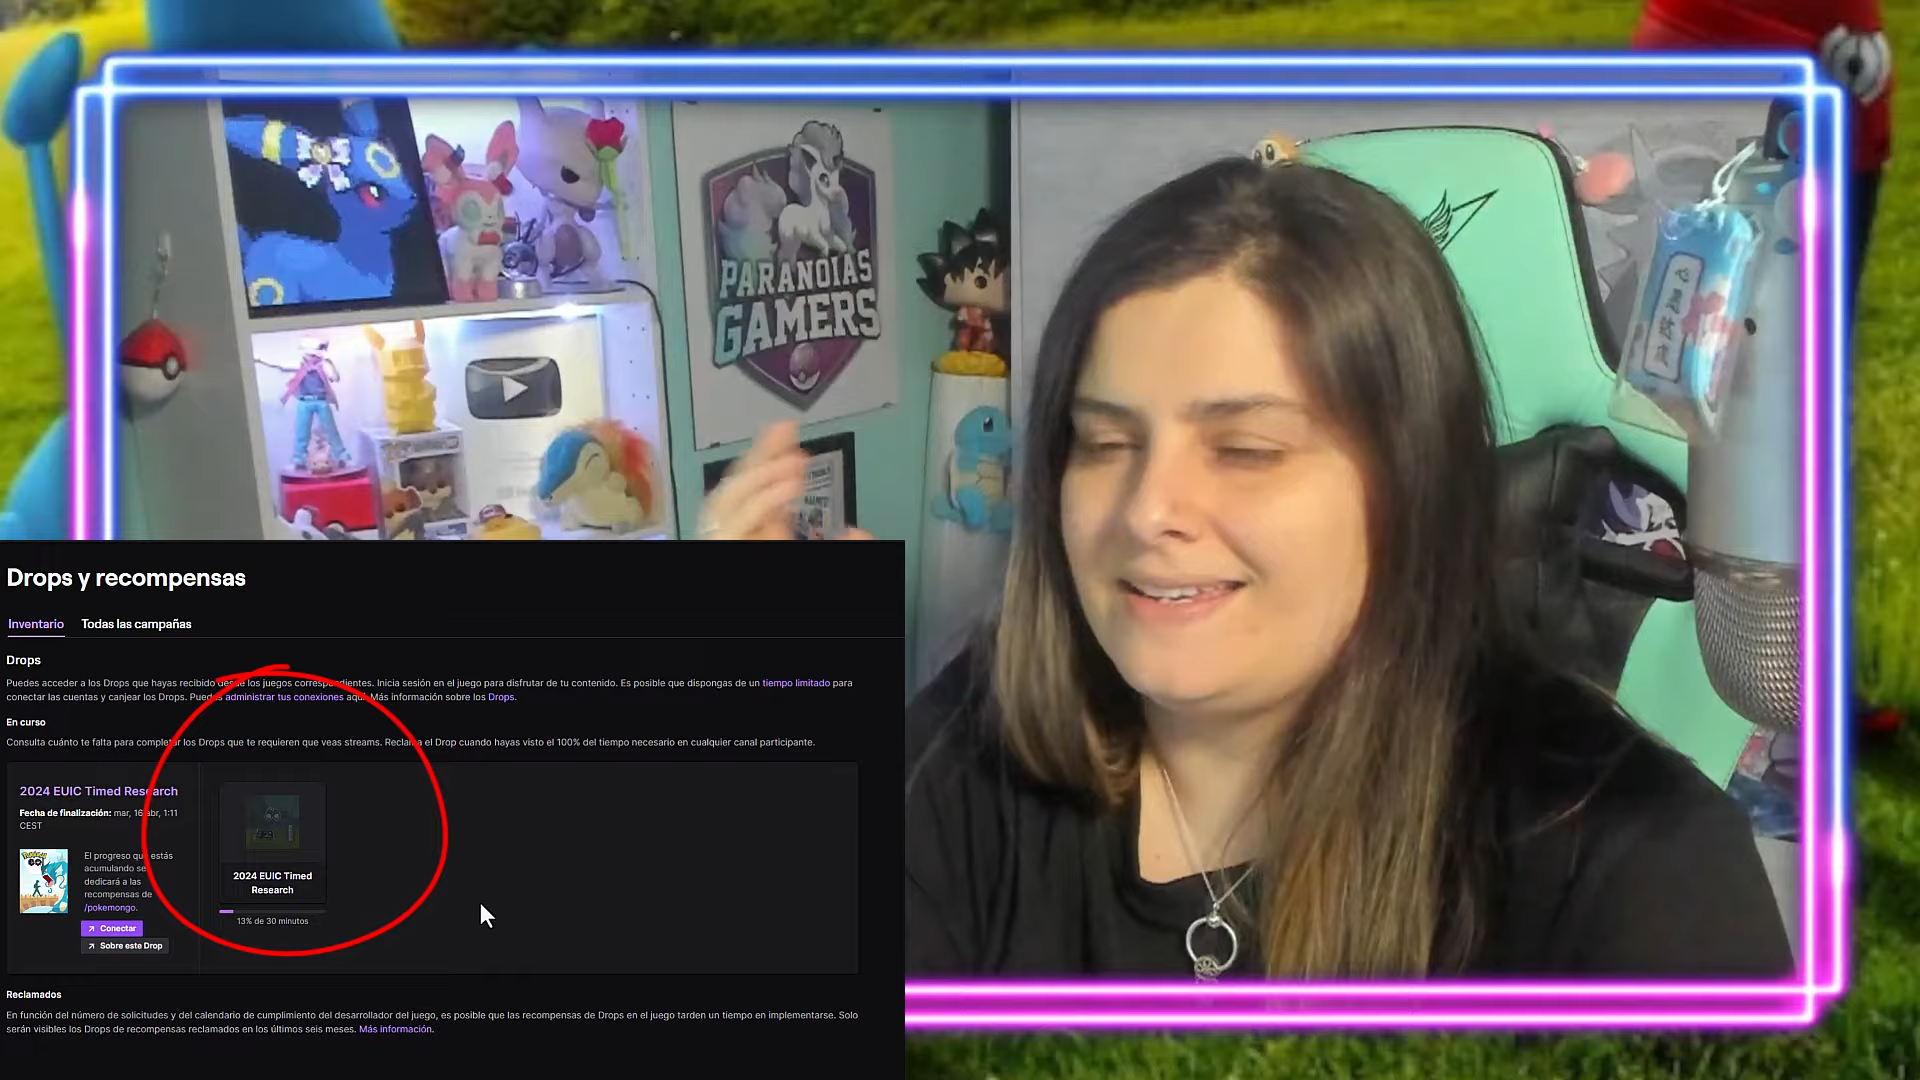 PARANOIAS
GAMERS
Drops y recompensas
Inventario Todas las campañas
Drops
Puedes acceder a los Drops que hayas recibido desde los juegos correspondientes. Inicia sesión en el juego para disfrutar de tu contenido. Es posible que dispongas de un tiempo limitado para
conectar las cuentas y canjear los Drops. Puedes administrar tus conexiones aquí. Más información sobre los Drops.
En curso
Consulta cuánto te falta para completar los Drops que te requieren que veas streams. Reclama el Drop cuando hayas visto el 100% del tiempo necesario en cualquier canal participante.
2024 EUIC Timed Research
Fecha de finalización: mar, 16 abr, 1:11
CEST
El progreso que estás
acumulando se
dedicará a las
recompensas de
/pokemongo.
Conectar
Sobre este Drop
2024 EUIC Timed
Research
13% de 30 minutos
Reclamados
En función del número de solicitudes y del calendario de cumplimiento del desarrollador del juego, es posible que las recompensas de Drops en el juego tarden un tiempo en implementarse. Solo
serán visibles los Drops de recompensas reclamados en los últimos seis meses. Más información.